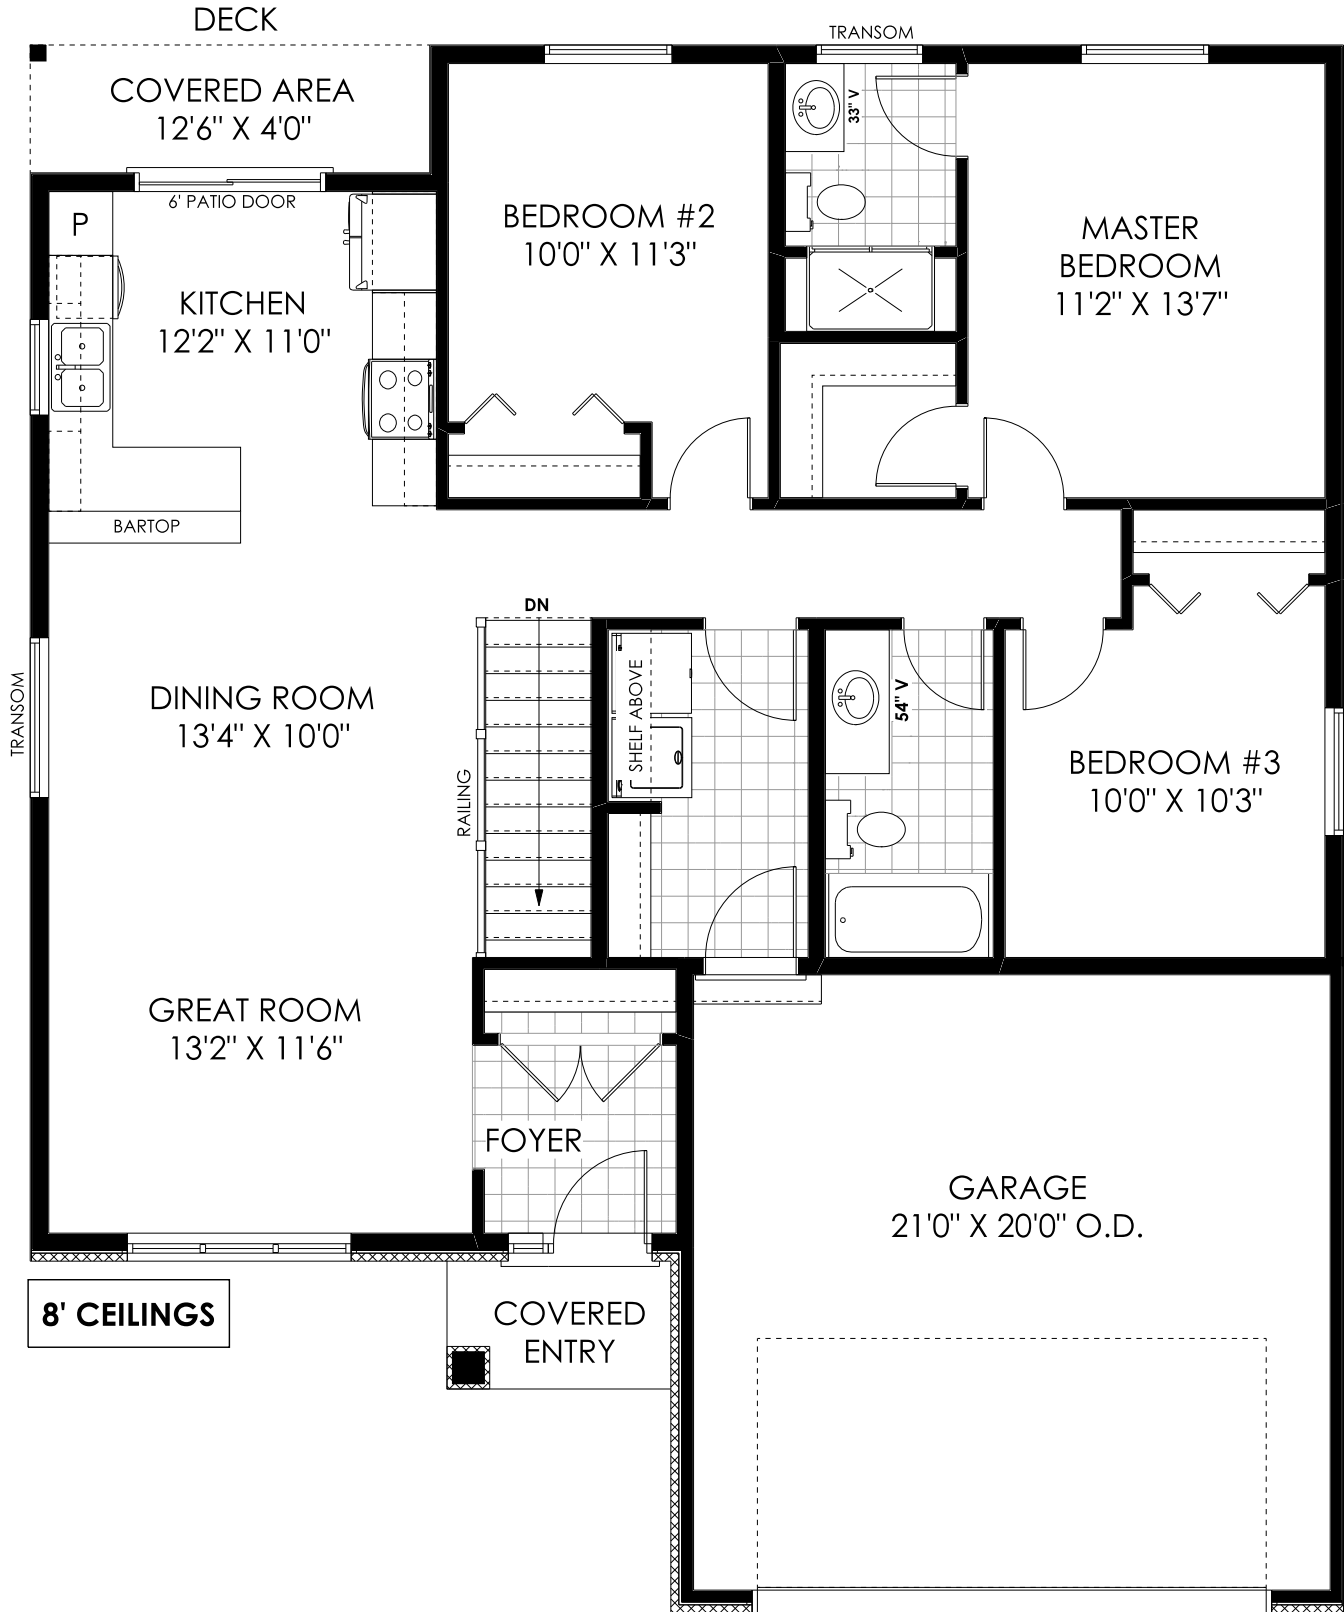 DECK
COVERED AREA
12'6" X 4'0"
TRANSOM
6' PATIO DOOR
P
KITCHEN
12'2" X 11'0"
BARTOP
BEDROOM #2
10'0" X 11'3"
33" V
MASTER
BEDROOM
11'2" X 13'7"
DN
TRANSOM
DINING ROOM
13'4" X 10'0"
RAILING
SHELF ABOVE
54" V
BEDROOM #3
10'0" X 10'3"
GREAT ROOM
13'2" X 11'6"
FOYER
GARAGE
21'0" X 20'0" O.D.
8' CEILINGS
COVERED
ENTRY